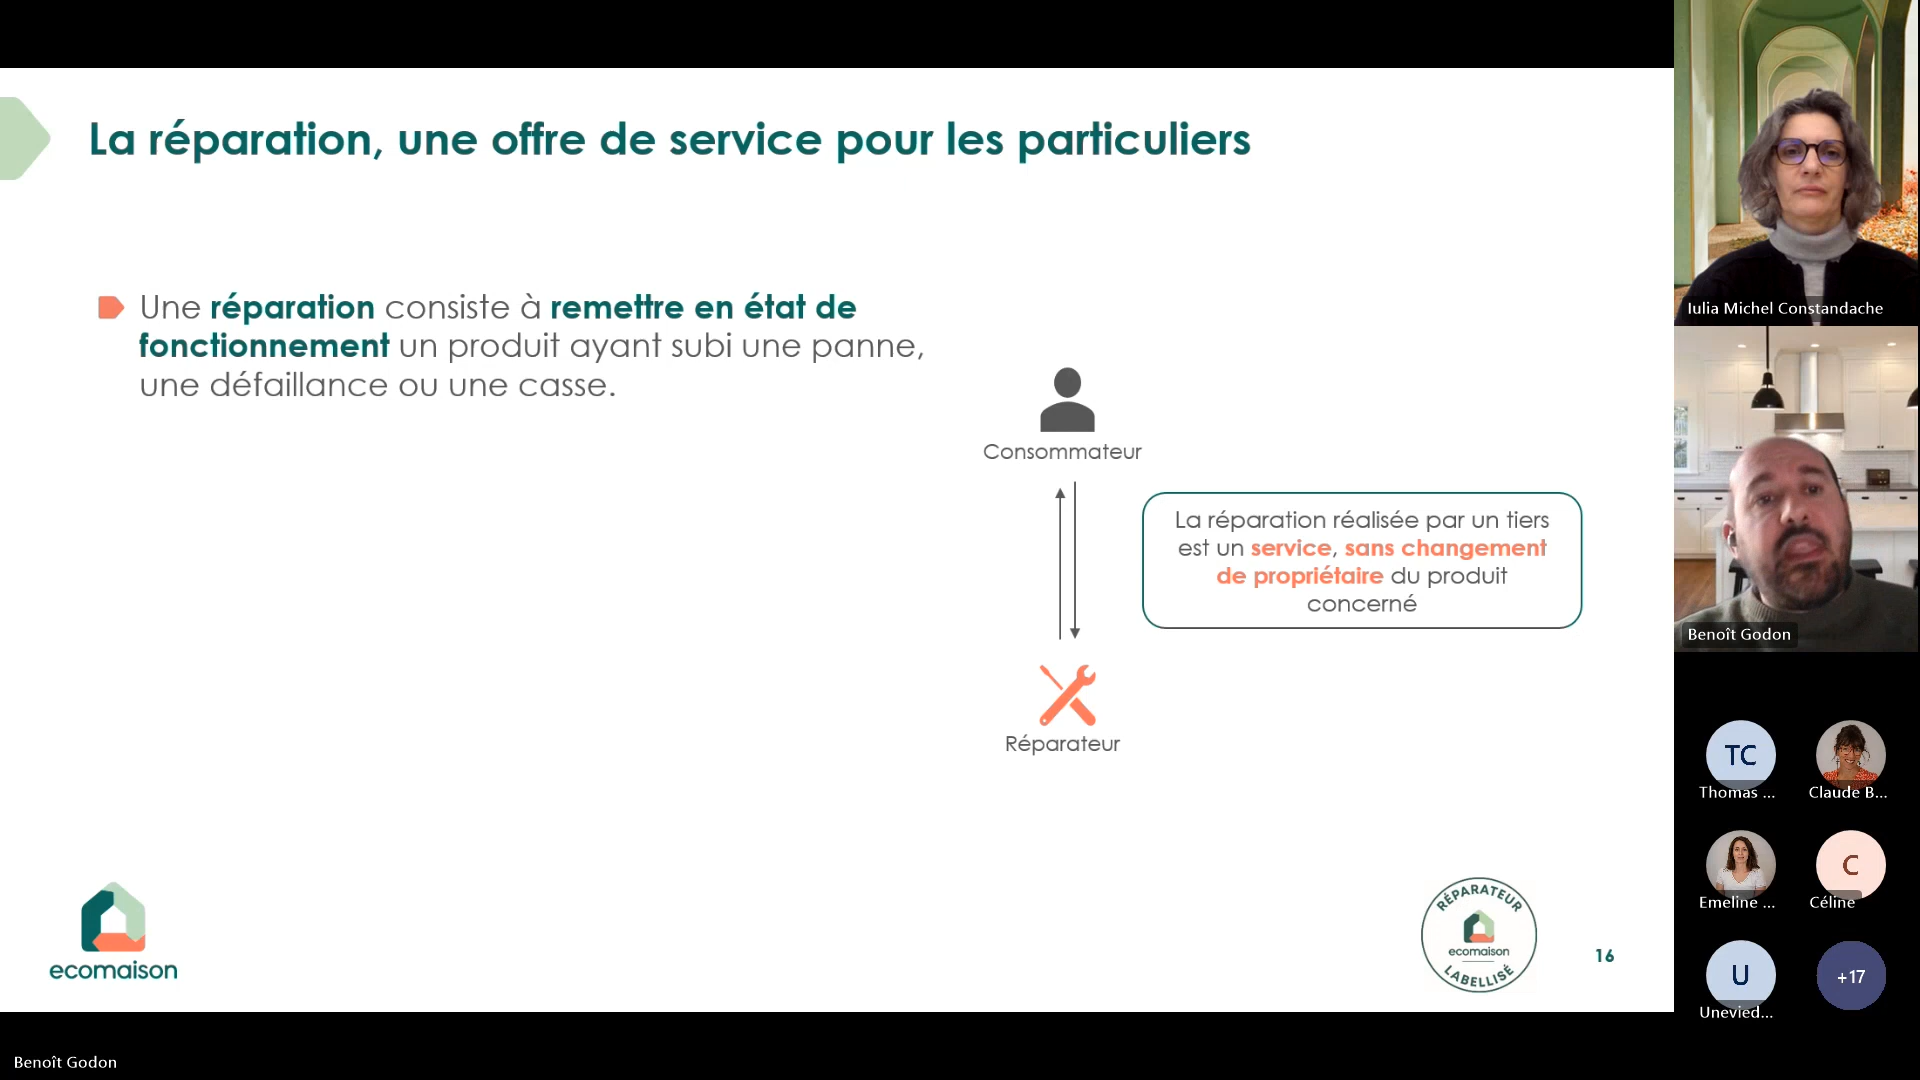 La réparation, une offre de service pour les particuliers
Une réparation consiste à remettre en état de
fonctionnement un produit ayant subi une panne,
une défaillance ou une casse.
Consommateur
La réparation réalisée par un tiers
est un service, sans changement
de propriétaire du produit
concerné
Réparateur
ecomaison
RÉPARATEUR
ecomaison
LABELLISÉ
16
Iulia Michel Constandache
Benoît Godon
TC
Thomas ...
Claude B...
Emeline ...
C
Céline
U
Unevied...
+17
Benoît Godon